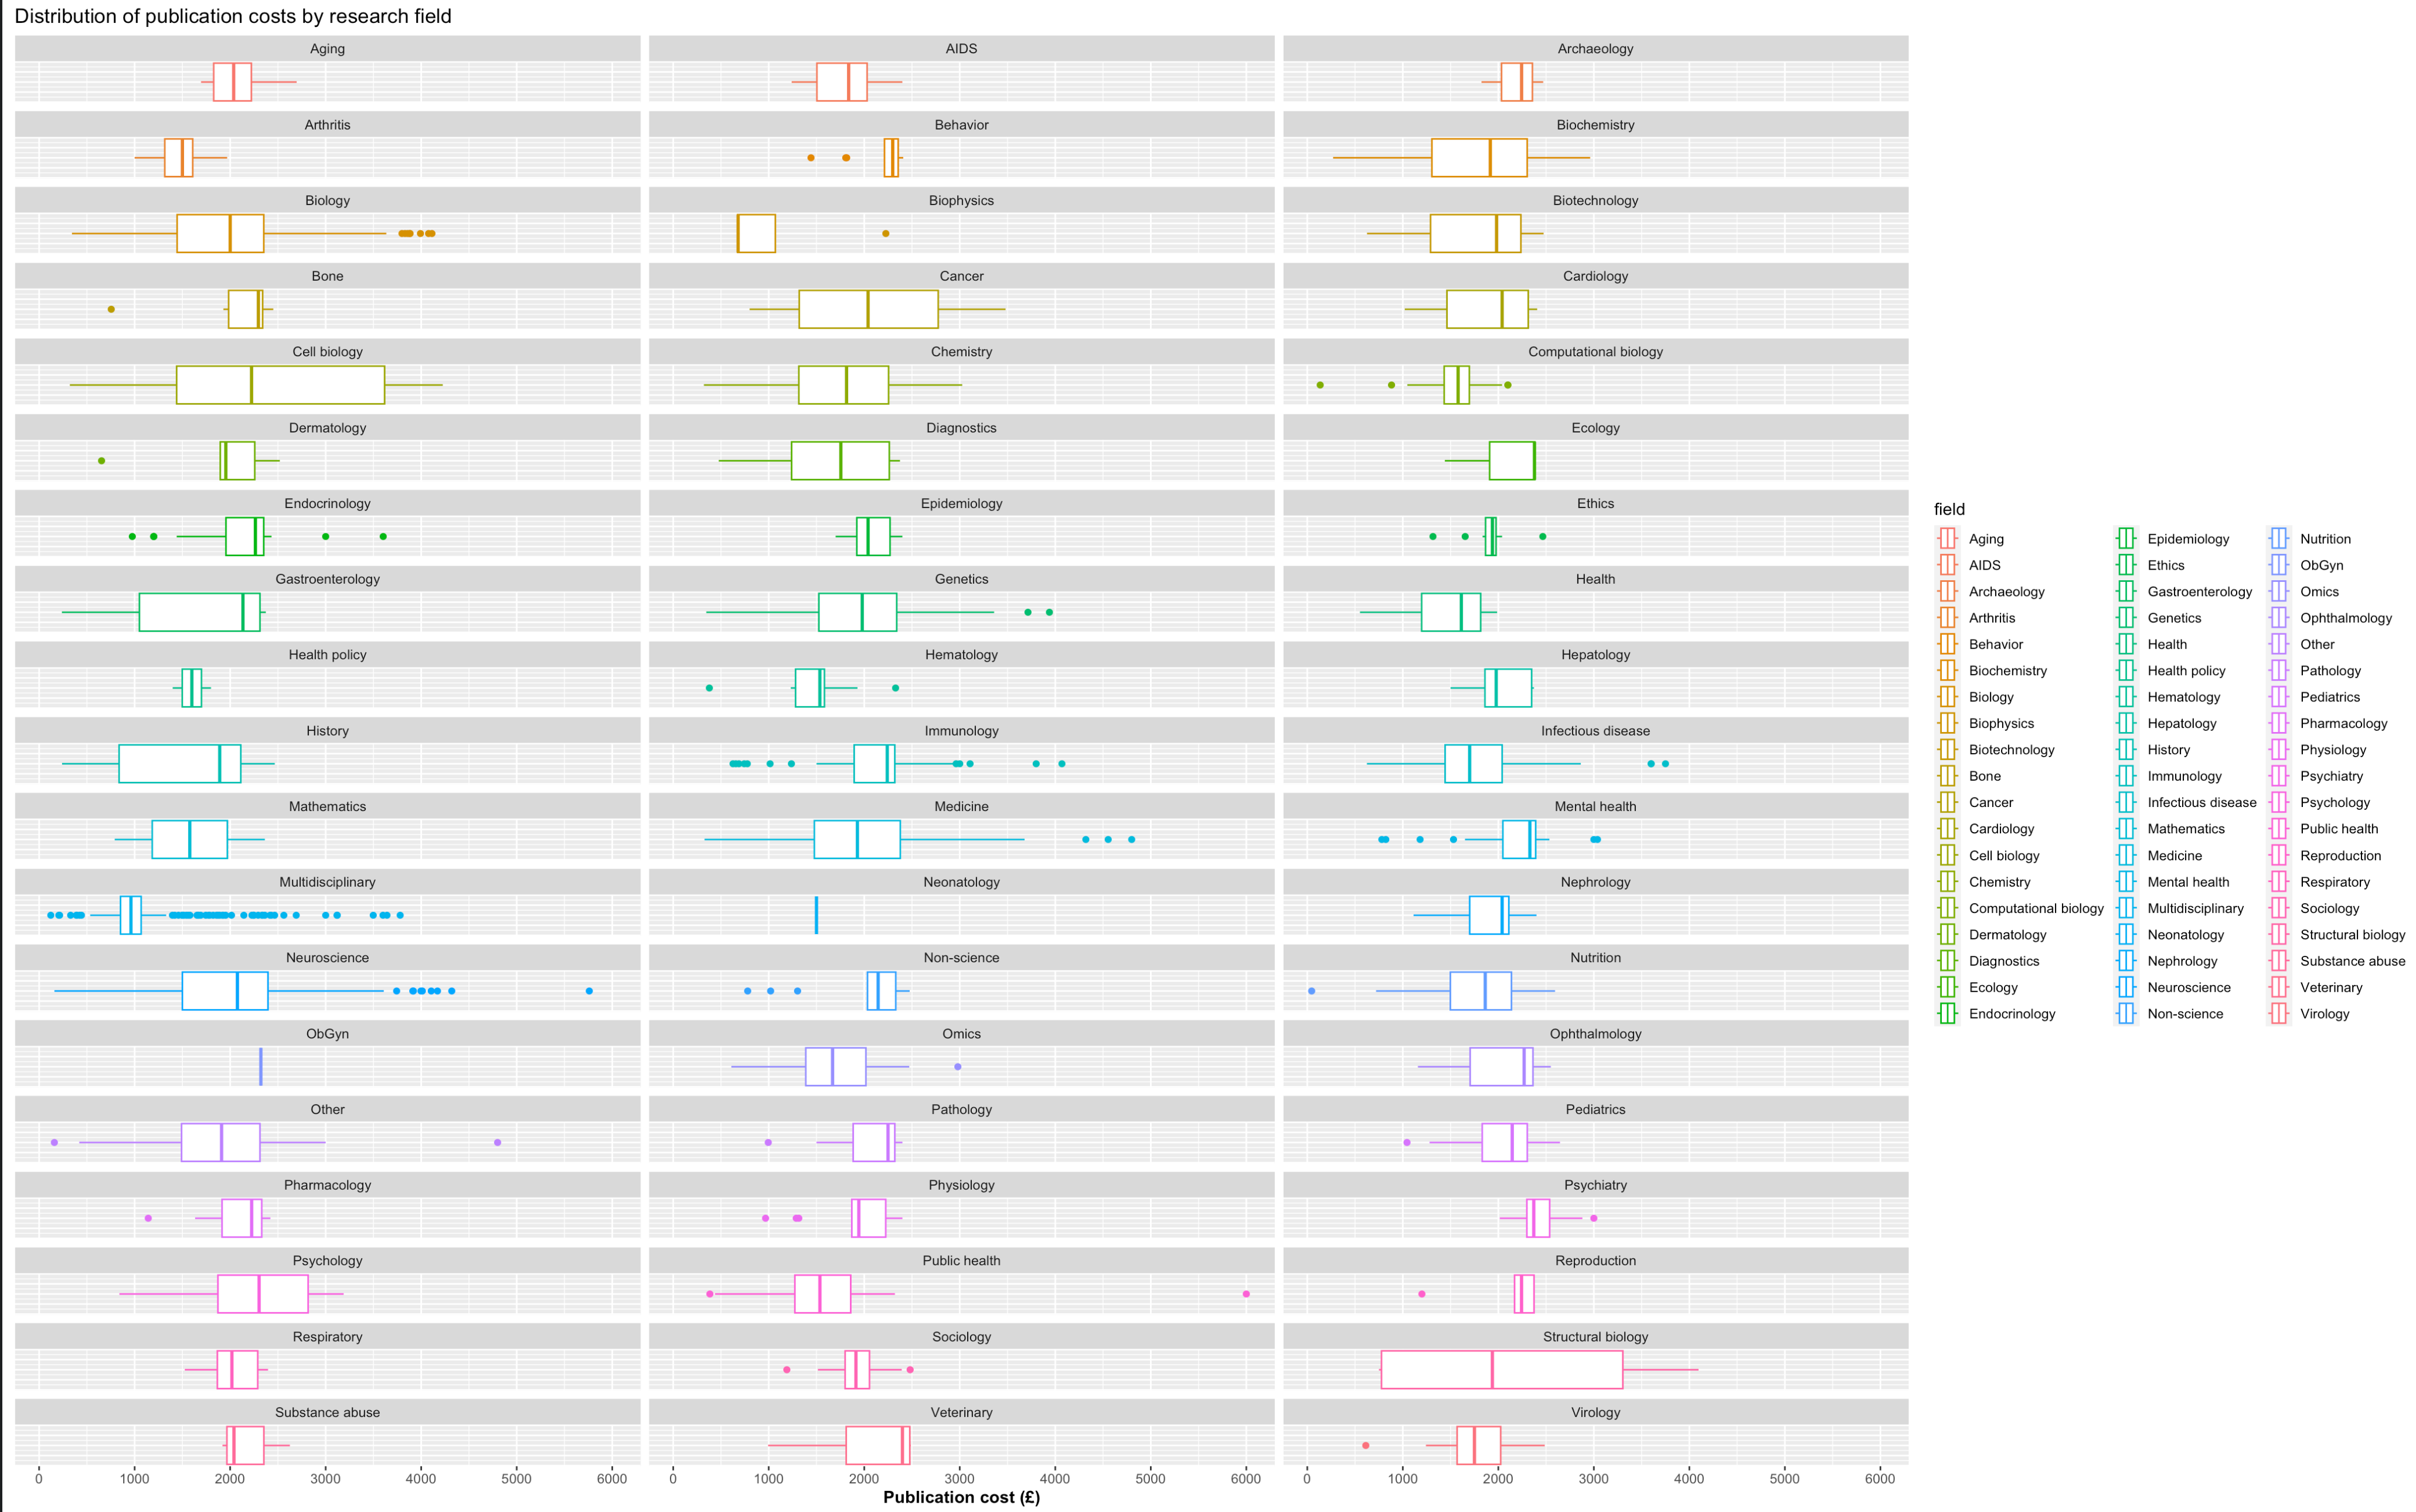 Distribution of publication costs by research field
Aging
AIDS
Archaeology
Arthritis
Behavior
Biochemistry
Biology
Biophysics
Biotechnology
Bone
Cancer
Cardiology
Cell biology
Chemistry
Computational biology
Dermatology
Diagnostics
Ecology
Endocrinology
Epidemiology
Ethics
Gastroenterology
Genetics
Health
Health policy
Hematology
Hepatology
History
Immunology
Infectious disease
Mathematics
Medicine
Mental health
Multidisciplinary
Neonatology
Nephrology
Neuroscience
Non-science
Nutrition
ObGyn
Omics
Ophthalmology
Other
Pathology
Pediatrics
Pharmacology
Physiology
Psychiatry
Psychology
Public health
Reproduction
Respiratory
Sociology
Structural biology
Substance abuse
Veterinary
Virology
0 1000 2000 3000 4000 5000 6000
0 1000 2000 3000 4000 5000 6000
0 1000 2000 3000 4000 5000 6000
Publication cost (£)
field
Aging
AIDS
Archaeology
Arthritis
Behavior
Biochemistry
Biology
Biophysics
Biotechnology
Bone
Cancer
Cardiology
Cell biology
Chemistry
Computational biology
Dermatology
Diagnostics
Ecology
Endocrinology
Epidemiology
Ethics
Gastroenterology
Genetics
Health
Health policy
Hematology
Hepatology
History
Immunology
Infectious disease
Mathematics
Medicine
Mental health
Multidisciplinary
Neonatology
Nephrology
Neuroscience
Non-science
Nutrition
ObGyn
Omics
Ophthalmology
Other
Pathology
Pediatrics
Pharmacology
Physiology
Psychiatry
Psychology
Public health
Reproduction
Respiratory
Sociology
Structural biology
Substance abuse
Veterinary
Virology